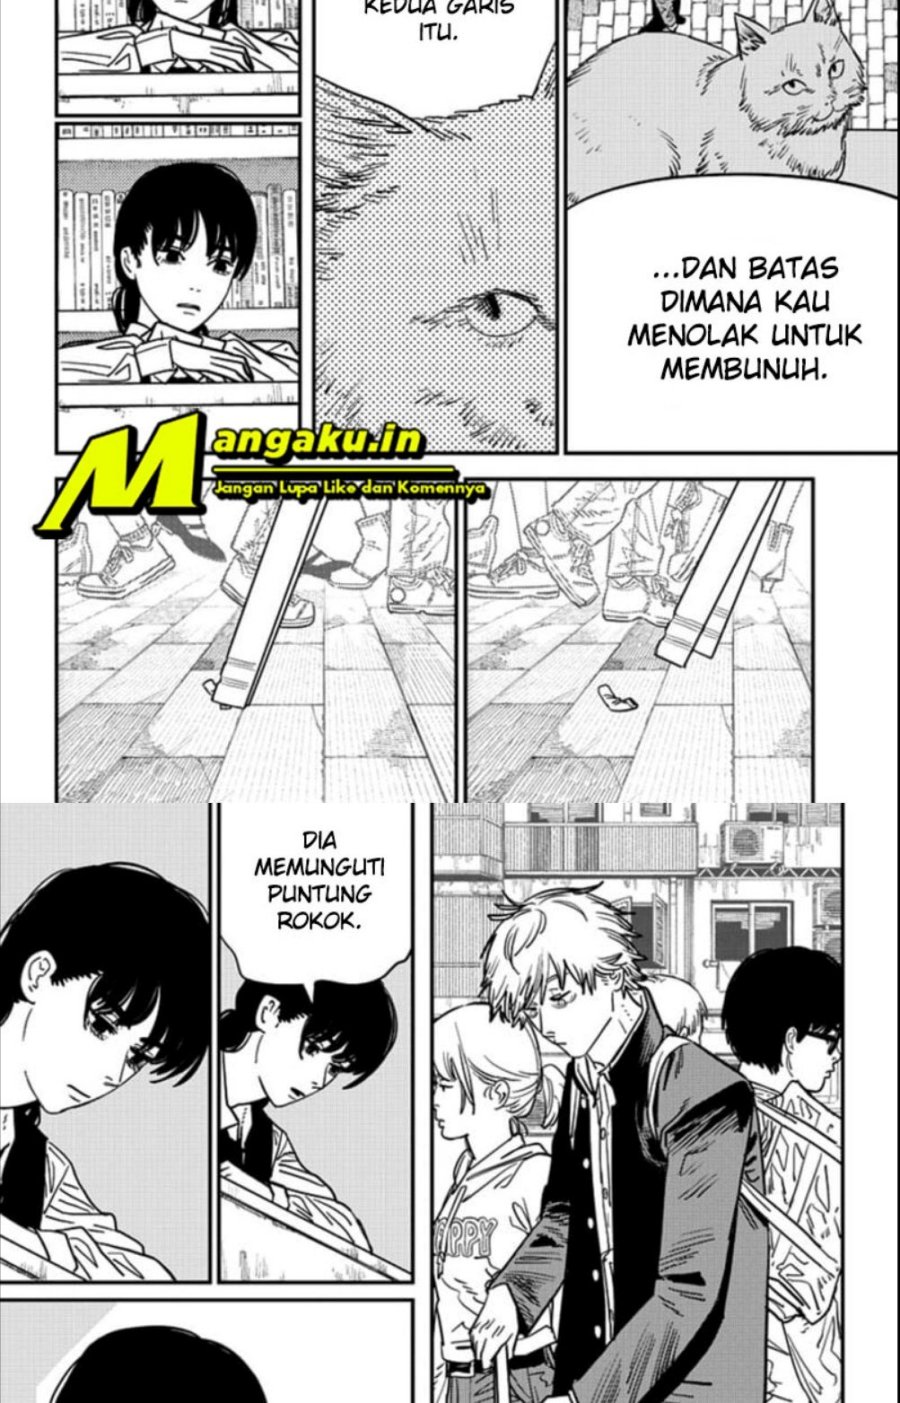 KEDUA GARIS
ITU.
...DAN BATAS
DIMANA KAU
MENOLAK UNTUK
MEMBUNUH.
Mangaku.in
Jangan Lupa Like dan Komennya
DIA
MEMUNGUTI
PUNTUNG
ROKOK.
APPY